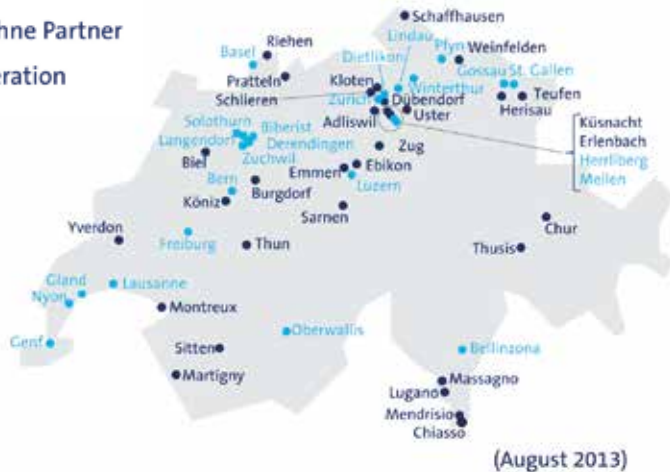 hne Partner
eration
Schaffhausen
Lindau
Riehen
Basel
Dietlikon
Pfyn
Weinfelden
Pratteln
Kloten
Gossau
St. Gallen
Schlieren
Winterthur
Zürich
Dübendorf
Teufen
Herisau
Adliswil
Uster
Solothurn
Biberist
Langendorf
Derendingen
Zuchwil
Küsnacht
Erlenbach
Herrliberg
Meilen
Zug
Biel
Ebikon
Emmen
Luzern
Bern
Burgdorf
Köniz
Sarnen
Chur
Yverdon
Freiburg
Thun
Thusis
Gland
Lausanne
Nyon
Montreux
Genf
Oberwallis
Sitten
Bellinzona
Martigny
Massagno
Lugano
Mendrisio
Chiasso
(August 2013)